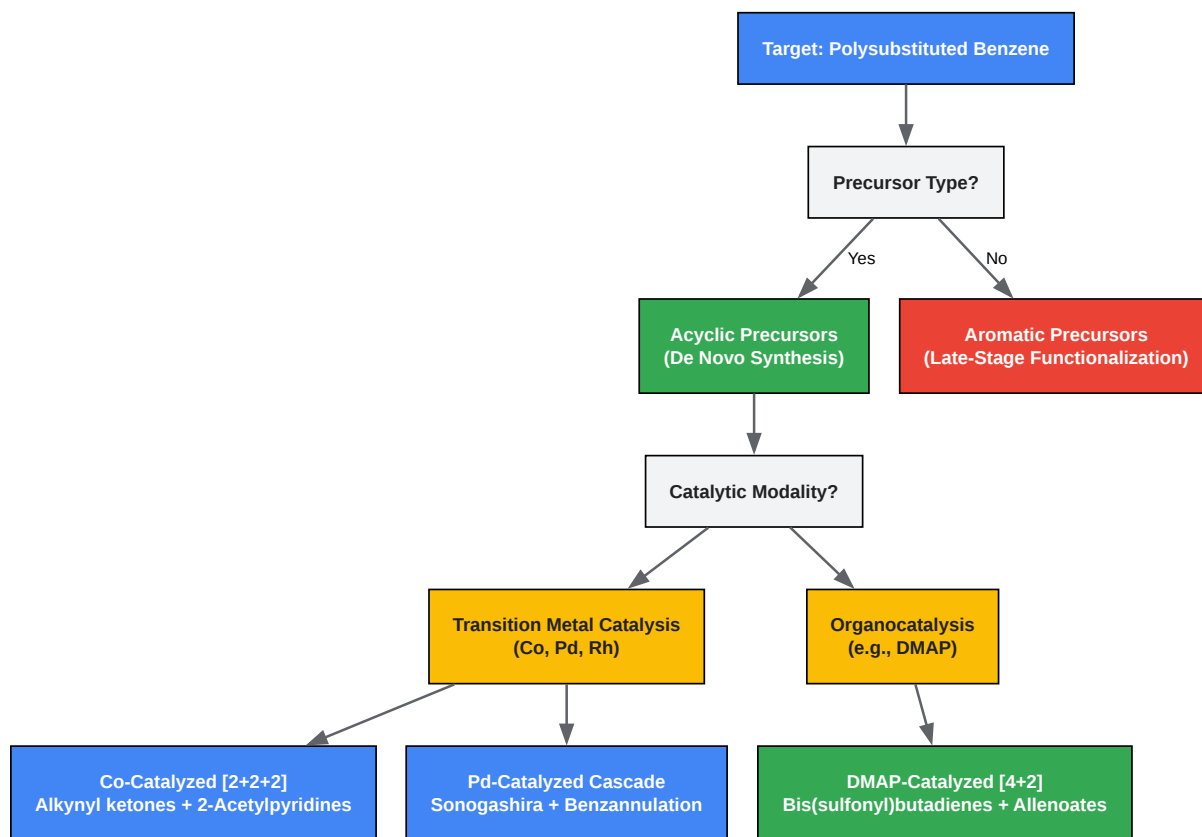 Target: Polysubstituted Benzene
Precursor Type?
Yes
No
Acyclic Precursors
(De Novo Synthesis)
Aromatic Precursors
(Late-Stage Functionalization)
Catalytic Modality?
Transition Metal Catalysis
(Co, Pd, Rh)
Organocatalysis
(e.g., DMAP)
Co-Catalyzed [2+2+2]
Alkynyl ketones + 2-Acetylpyridines
Pd-Catalyzed Cascade
Sonogashira + Benzannulation
DMAP-Catalyzed [4+2]
Bis(sulfonyl)butadienes + Allenoates